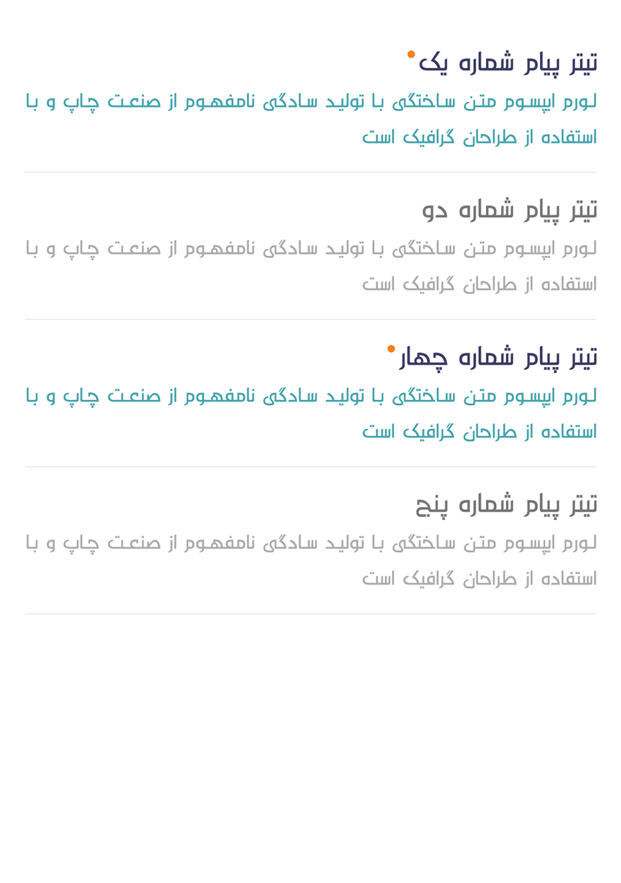 تیتر پیام شماره یک
لورم ایپسوم متن ساختگی با تولید سادگی نامفهوم از صنعت چاپ و با
استفاده از طراحان گرافیک است
تیتر پیام شماره دو
لورم ایپسوم متن ساختگی با تولید سادگی نامفهوم از صنعت چاپ و با
استفاده از طراحان گرافیک است
تیتر پیام شماره چهار
لورم ایپسوم متن ساختگی با تولید سادگی نامفهوم از صنعت چاپ و با
استفاده از طراحان گرافیک است
تیتر پیام شماره پنج
لورم ایپسوم متن ساختگی با تولید سادگی نامفهوم از صنعت چاپ و با
استفاده از طراحان گرافیک است